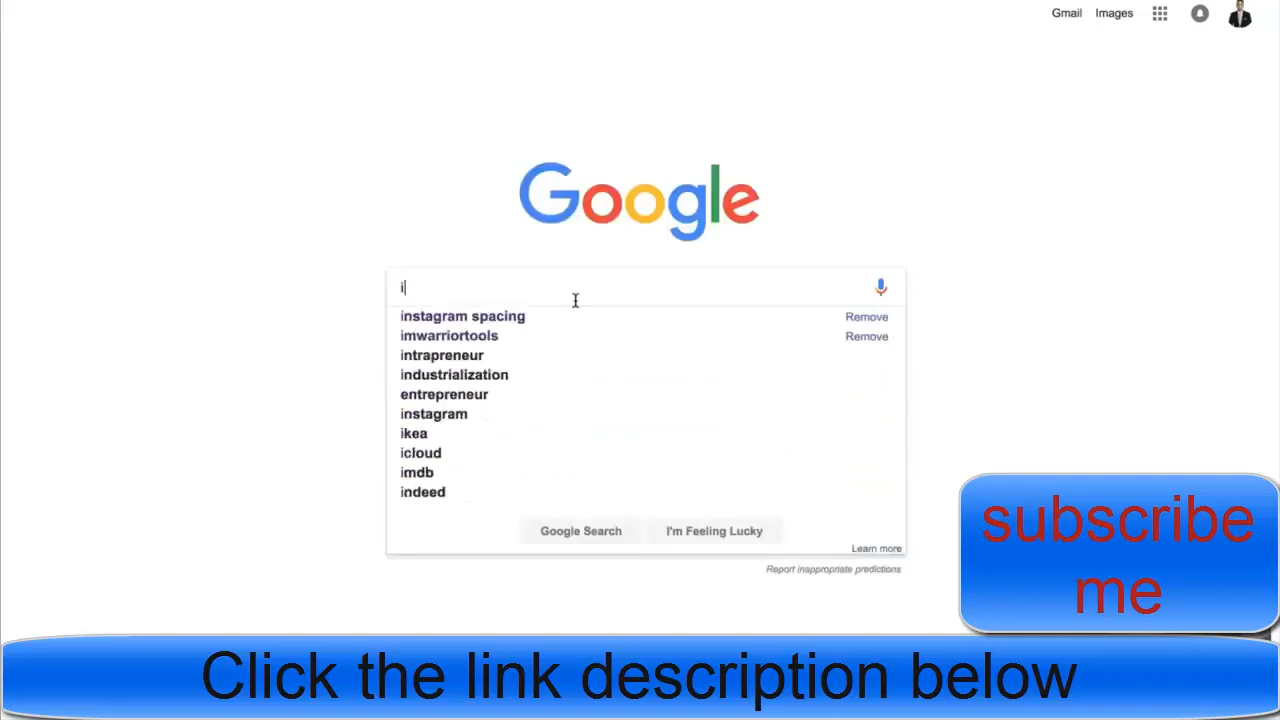 Gmail Images
Google
i
instagram spacing Remove
imwarriortools Remove
intrapreneur
industrialization
entrepreneur
instagram
ikea
icloud
imdb
indeed
Google Search I'm Feeling Lucky
Learn more
Report inappropriate predictions
subscribe
me
Click the link description below